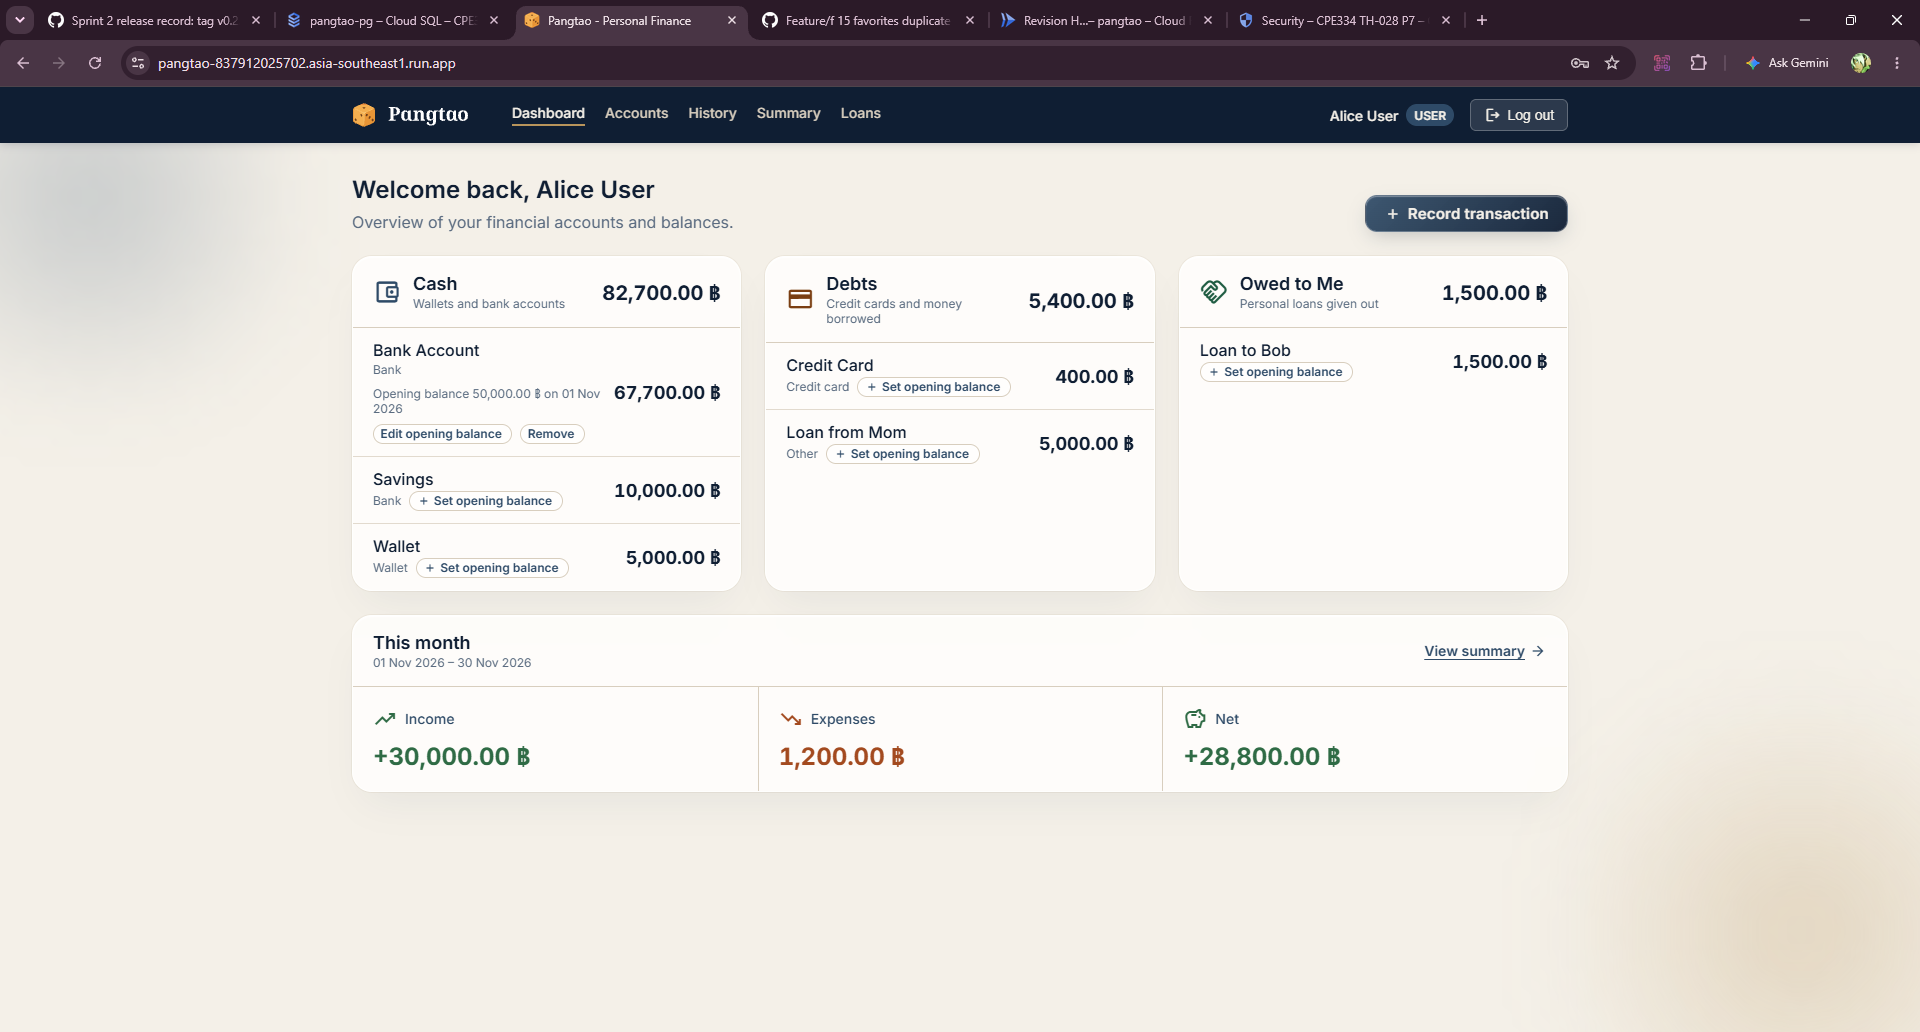 Sprint 2 release record: tag v0.2
pangtao-pg – Cloud SQL – CPE3
Pangtao - Personal Finance
Feature/f 15 favorites duplicate
Revision H...– pangtao – Cloud
Security – CPE334 TH-028 P7 –
pangtao-837912025702.asia-southeast1.run.app
Ask Gemini
Pangtao
Dashboard
Accounts
History
Summary
Loans
Alice User
USER
Log out
Welcome back, Alice User
Overview of your financial accounts and balances.
+ Record transaction
Cash
Wallets and bank accounts
82,700.00 ฿
Bank Account
Bank
Opening balance 50,000.00 ฿ on 01 Nov
2026
67,700.00 ฿
Edit opening balance
Remove
Savings
Bank
+ Set opening balance
10,000.00 ฿
Wallet
Wallet
+ Set opening balance
5,000.00 ฿
Debts
Credit cards and money
borrowed
5,400.00 ฿
Credit Card
Credit card
+ Set opening balance
400.00 ฿
Loan from Mom
Other
+ Set opening balance
5,000.00 ฿
Owed to Me
Personal loans given out
1,500.00 ฿
Loan to Bob
+ Set opening balance
1,500.00 ฿
This month
01 Nov 2026 – 30 Nov 2026
View summary →
Income
+30,000.00 ฿
Expenses
1,200.00 ฿
Net
+28,800.00 ฿